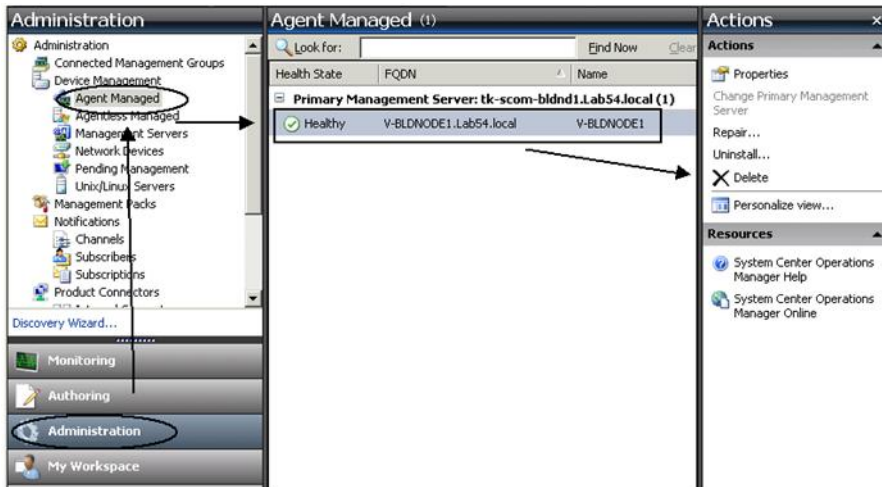 Administration
Administration
Connected Management Groups
Device Management
Agent Managed
Agentless Managed
Management Servers
Network Devices
Pending Management
Unix/Linux Servers
Management Packs
Notifications
Channels
Subscribers
Subscriptions
Product Connectors
Discovery Wizard...
Monitoring
Authoring
Administration
My Workspace
Agent Managed (1)
Look for:
Find Now
Clear
Health State FQDN Name
Primary Management Server: tk-scom-bldnd1.Lab54.local (1)
Healthy V-BLDNODE1.Lab54.local V-BLDNODE1
Actions
Actions
Properties
Change Primary Management
Server
Repair...
Uninstall...
Delete
Personalize view...
Resources
System Center Operations
Manager Help
System Center Operations
Manager Online